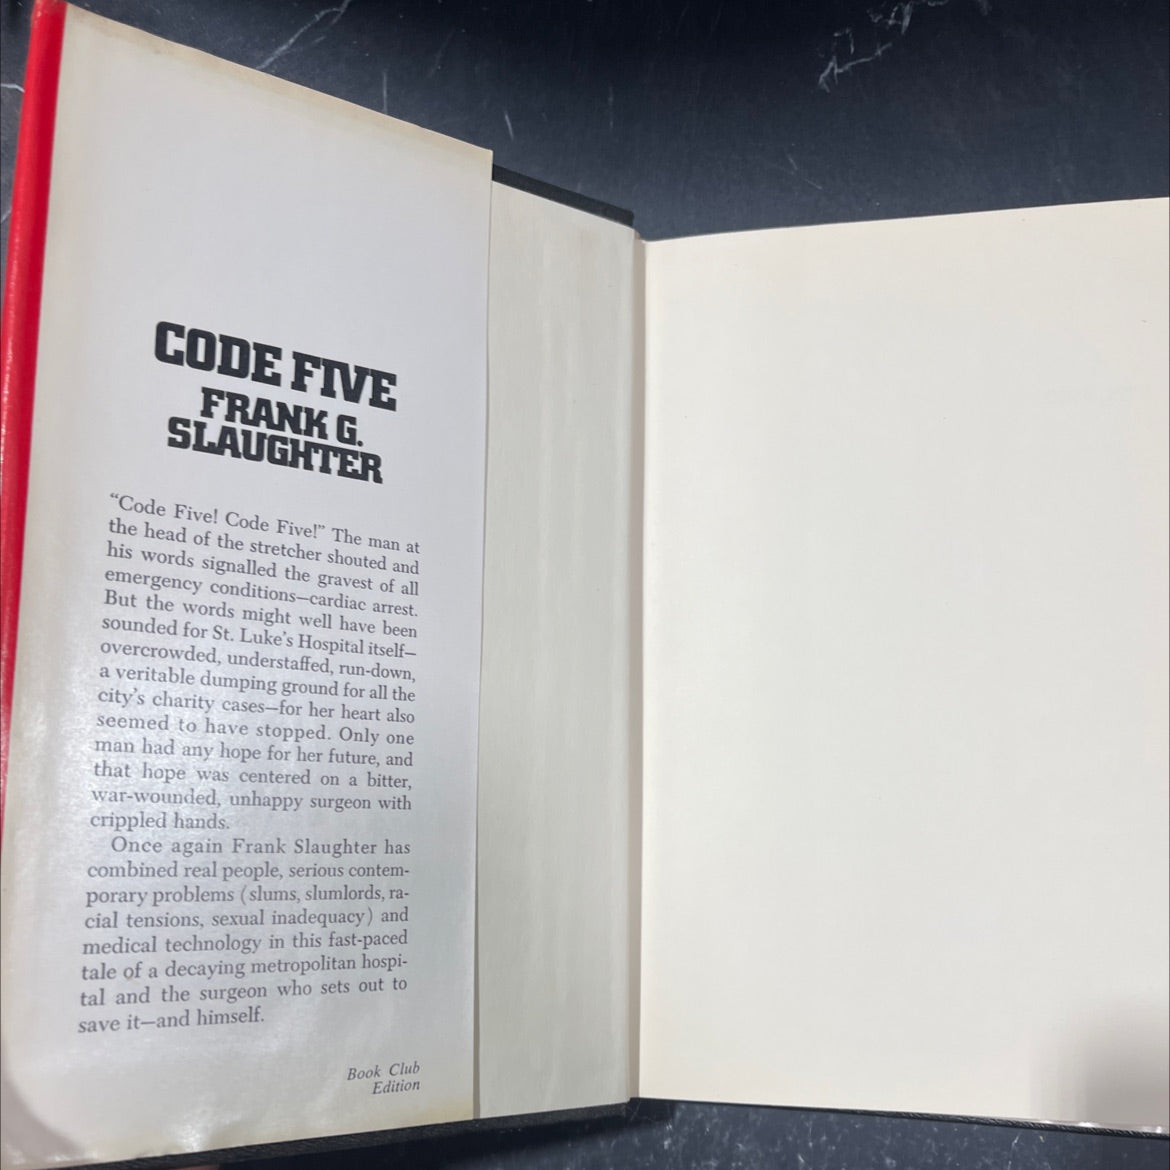 CODE FIVE
FRANK G.
SLAUGHTER
“Code Five! Code Five!” The man at
the head of the stretcher shouted and
his words signalled the gravest of all
emergency conditions—cardiac arrest.
But the words might well have been
sounded for St. Luke’s Hospital itself—
overcrowded, understaffed, run-down,
a veritable dumping ground for all the
city’s charity cases—for her heart also
seemed to have stopped. Only one
man had any hope for her future, and
that hope was centered on a bitter,
war-wounded, unhappy surgeon with
crippled hands.
Once again Frank Slaughter has
combined real people, serious contem-
porary problems (slums, slumlords, ra-
cial tensions, sexual inadequacy) and
medical technology in this fast-paced
tale of a decaying metropolitan hospi-
tal and the surgeon who sets out to
save it—and himself.
Book Club
Edition